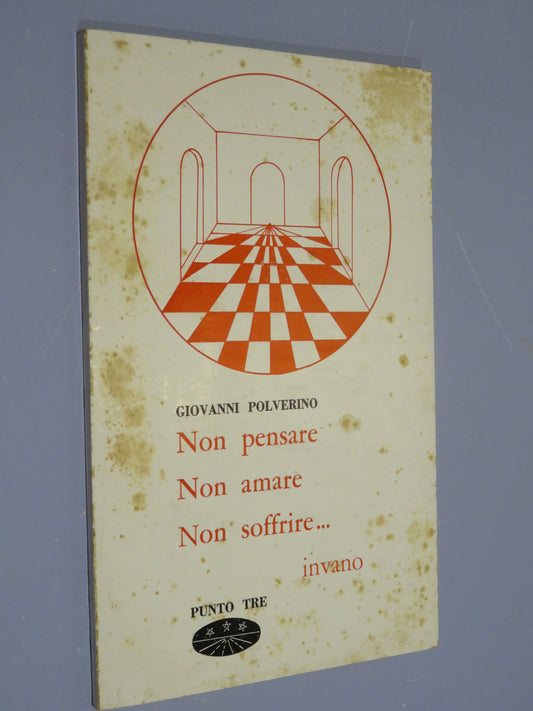 GIOVANNI POLVERINO
Non pensare
Non amare
Non soffrire...
invano
PUNTO TRE